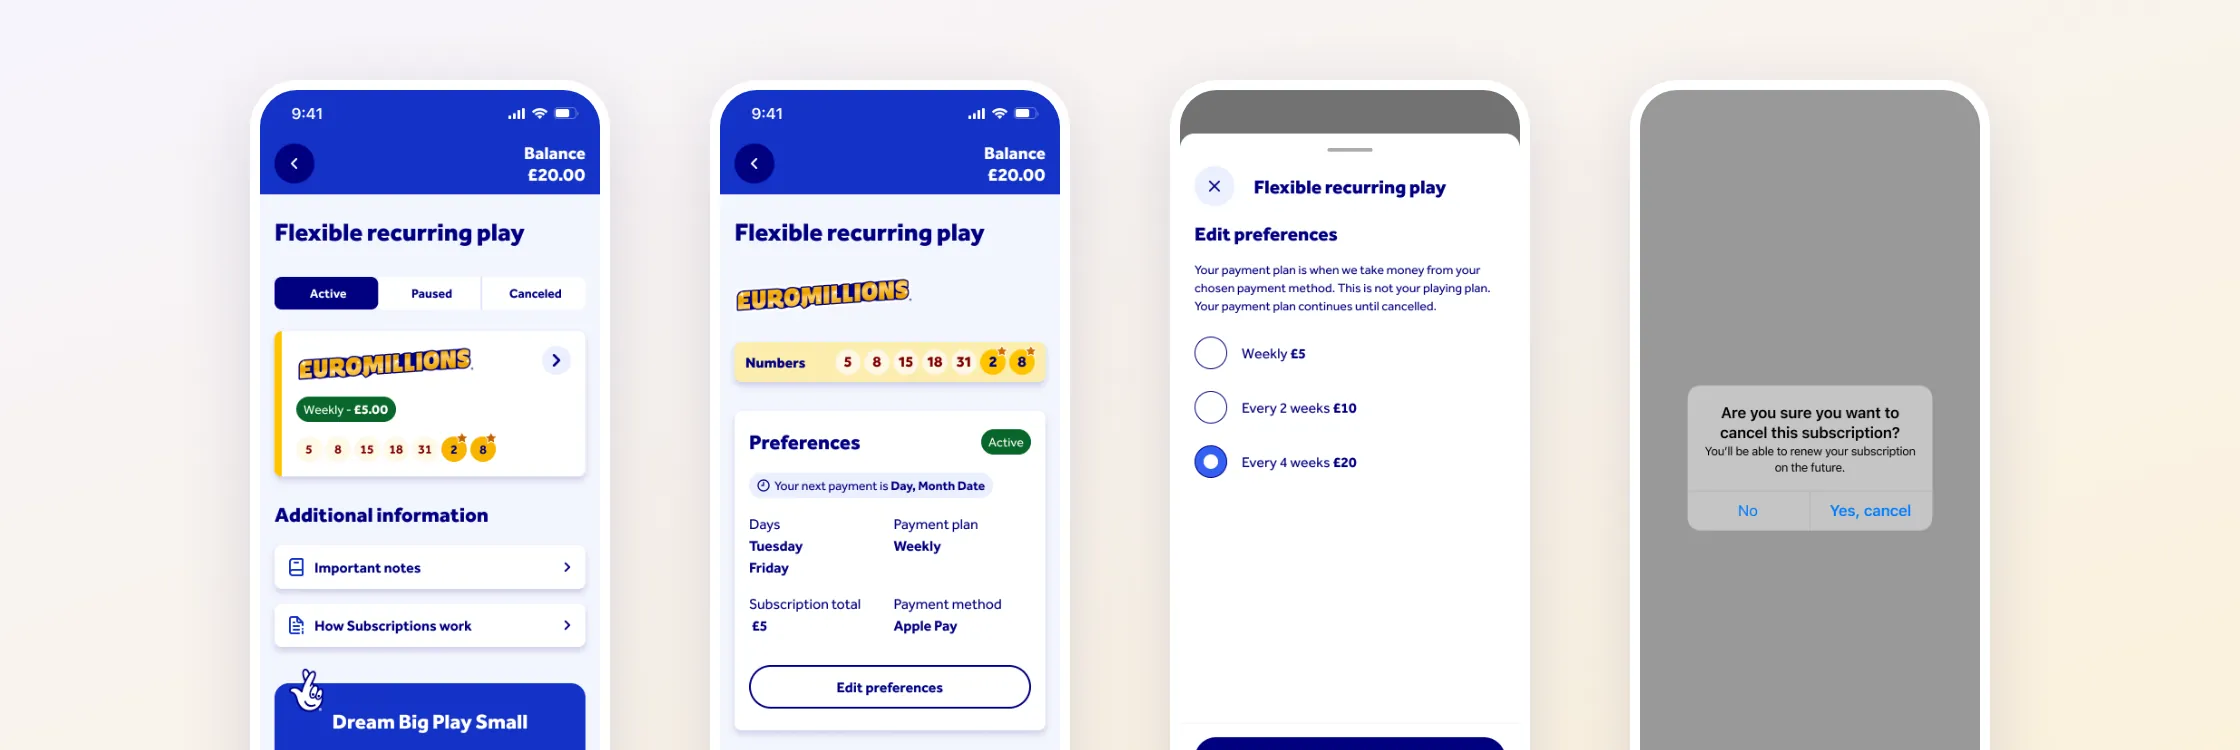 9:41
Balance
£20.00
Flexible recurring play
Active
Paused
Canceled
EUROMILLIONS
Weekly - £5.00
5 8 15 18 31 2 8
Additional information
Important notes
How Subscriptions work
Dream Big Play Small
9:41
Balance
£20.00
Flexible recurring play
EUROMILLIONS
Numbers 5 8 15 18 31 2 8
Preferences
Active
Your next payment is Day, Month Date
Days
Tuesday
Friday
Payment plan
Weekly
Subscription total
£5
Payment method
Apple Pay
Edit preferences
Flexible recurring play
Edit preferences
Your payment plan is when we take money from your
chosen payment method. This is not your playing plan.
Your payment plan continues until cancelled.
Weekly £5
Every 2 weeks £10
Every 4 weeks £20
Are you sure you want to
cancel this subscription?
You'll be able to renew your subscription
on the future.
No
Yes, cancel